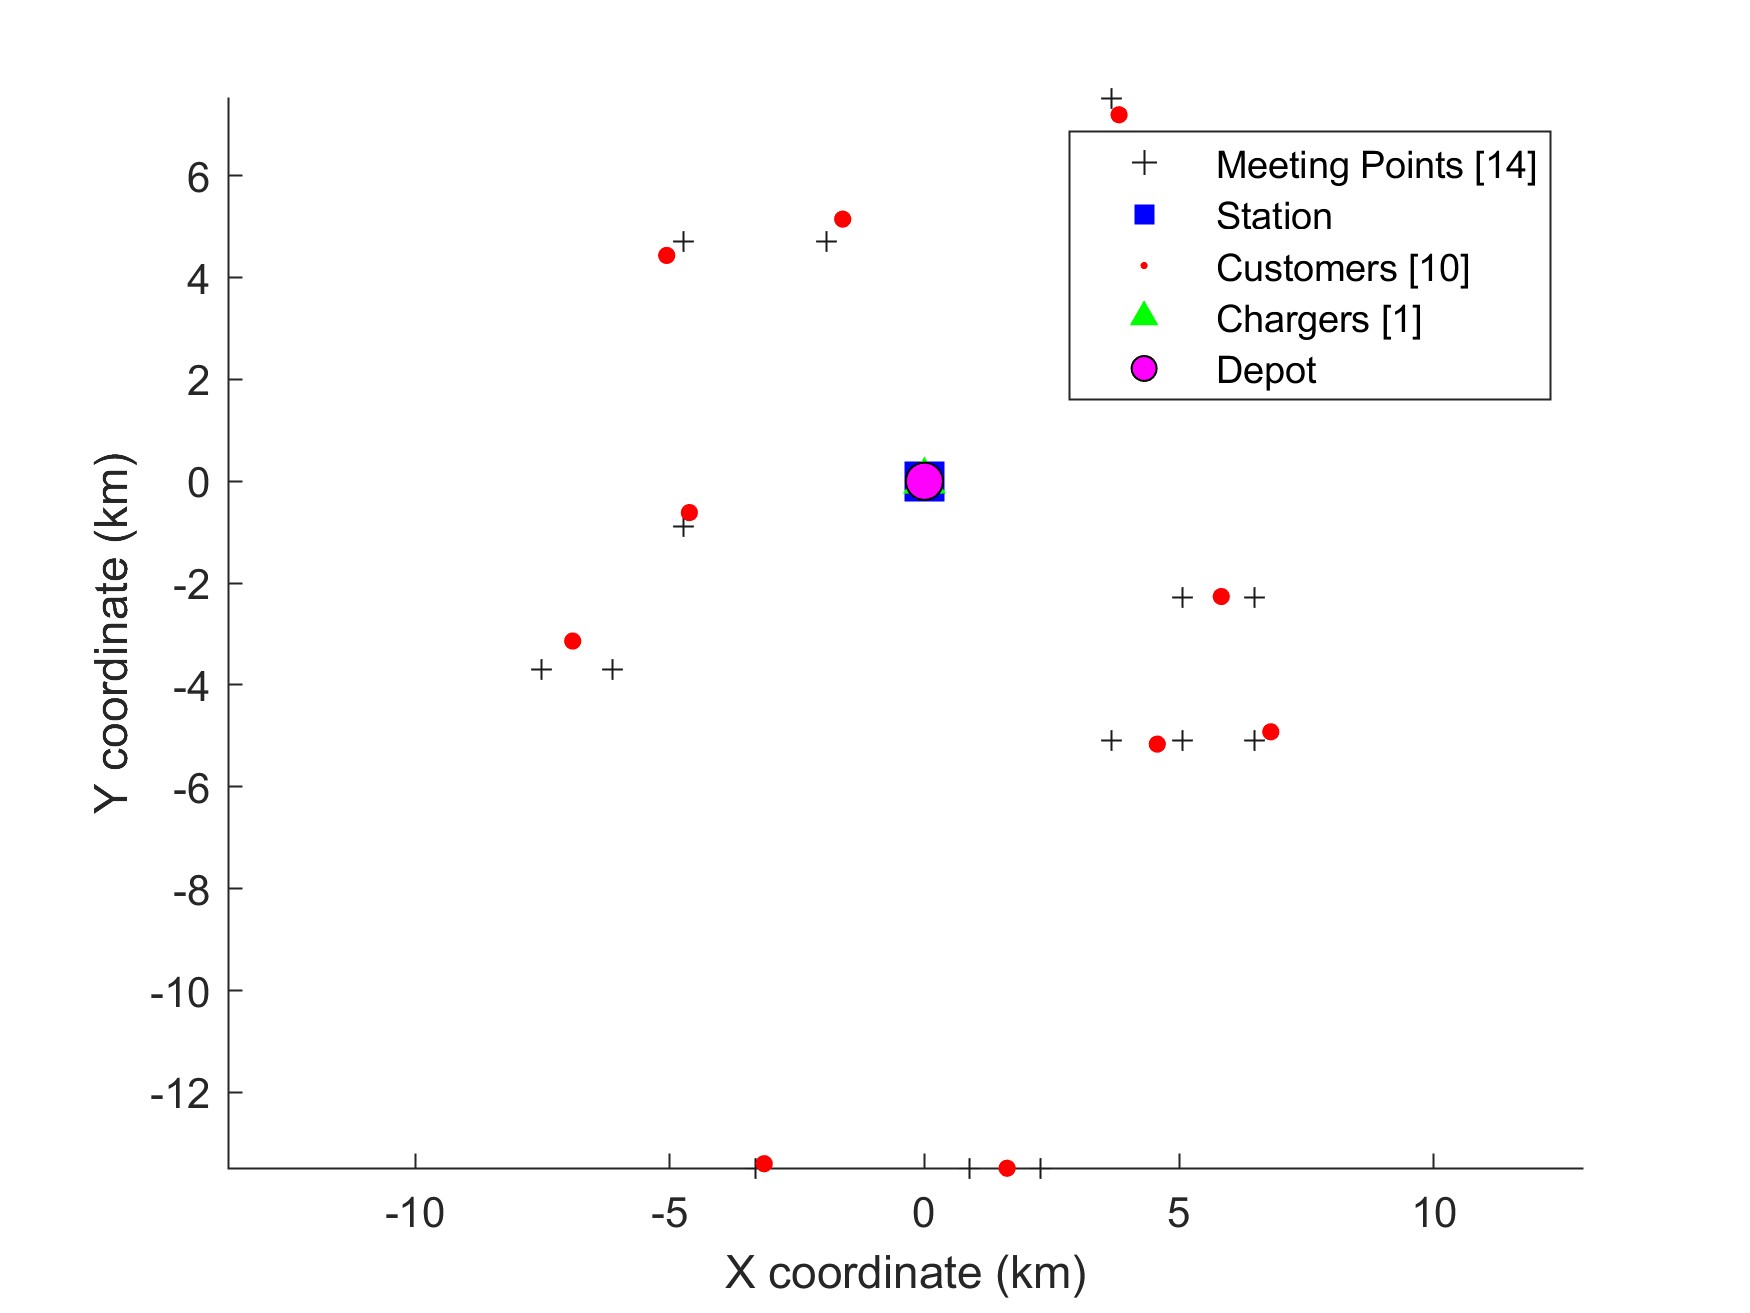 Meeting Points [14]
Station
Customers [10]
Chargers [1]
Depot
6
4
2
0
-2
-4
-6
-8
-10
-12
Y coordinate (km)
-10 -5 0 5 10
X coordinate (km)